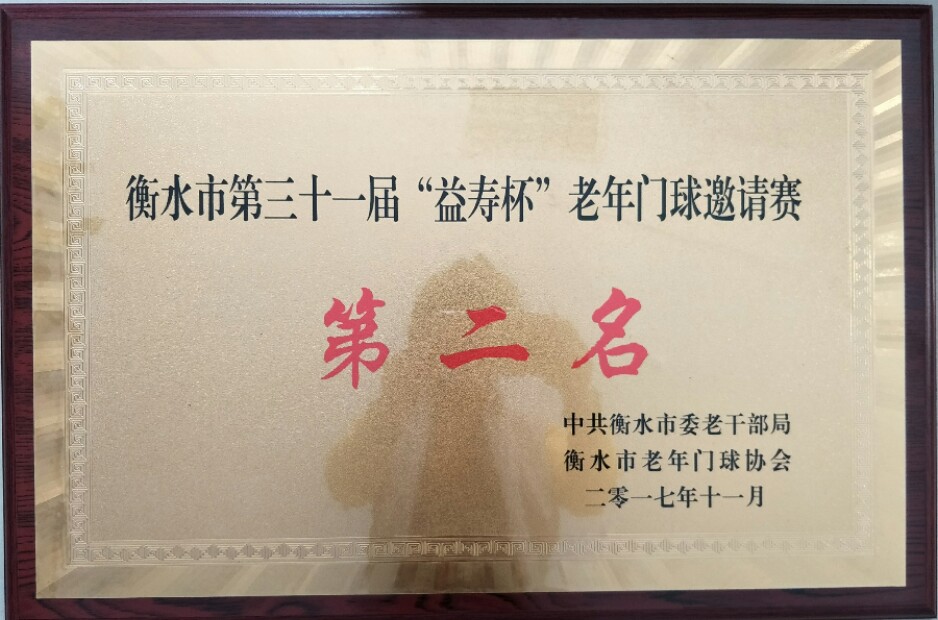 衡水市第三十一届“益寿杯”老年门球邀请赛
第二名
中共衡水市委老干部局
衡水市老年门球协会
二零一七年十一月